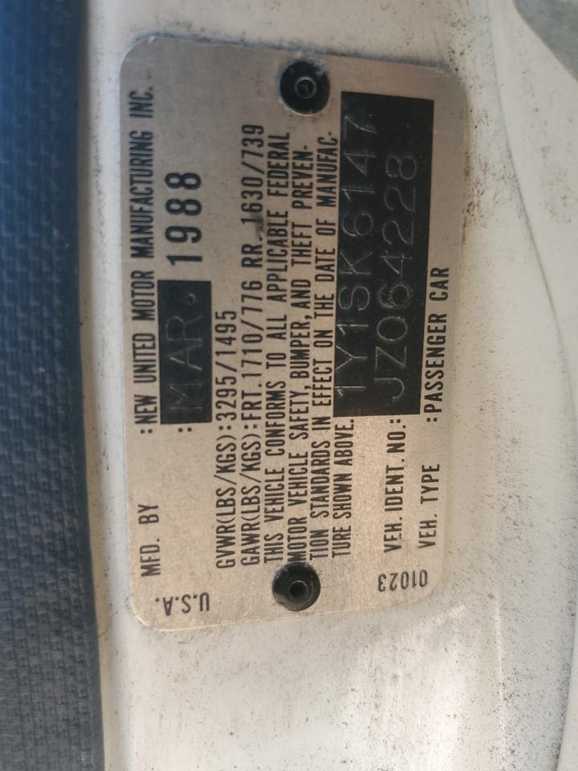 U.S.A.
MFD. BY :NEW UNITED MOTOR MANUFACTURING INC.
:MAR. 1988
GVWR(LBS/KGS):3295/1495
GAWR(LBS/KGS):FRT.1710/776 RR.1630/739
THIS VEHICLE CONFORMS TO ALL APPLICABLE FEDERAL
MOTOR VEHICLE SAFETY, BUMPER, AND THEFT PREVEN-
TION STANDARDS IN EFFECT ON THE DATE OF MANUFAC-
TURE SHOWN ABOVE.
1Y1SK6147
VEH. IDENT. NO.: JZ064228
VEH. TYPE :PASSENGER CAR
01023